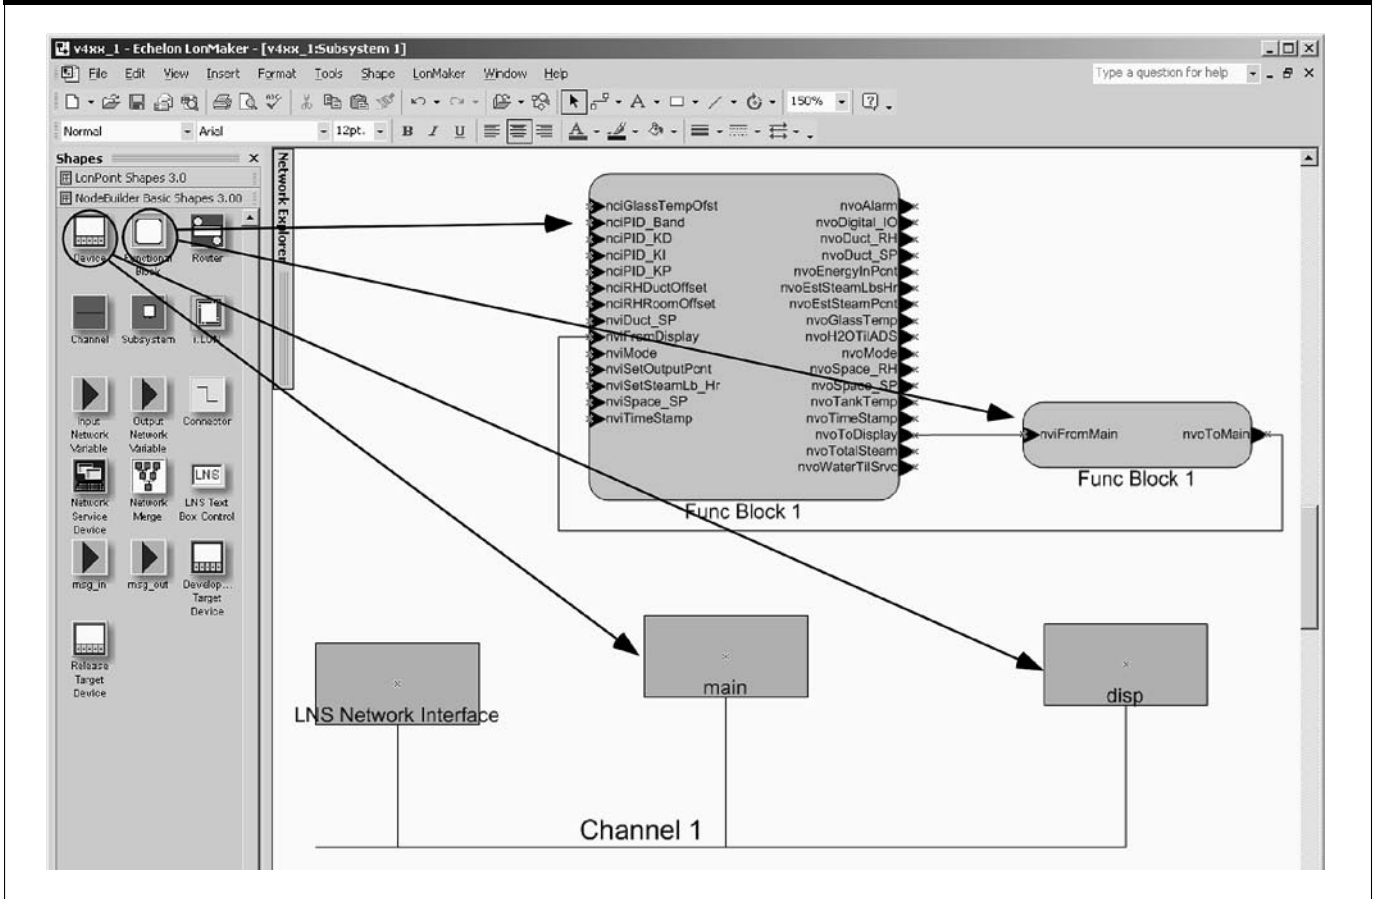 v4xx_1 - Echelon LonMaker - [v4xx_1:Subsystem 1]
File Edit View Insert Format Tools Shape LonMaker Window Help
Type a question for help
150%
Normal Arial 12pt. B I U
Shapes
LonPoint Shapes 3.0
NodeBuilder Basic Shapes 3.00
Network Explorer
Device Functional Block Router
Channel Subsystem i.LON
Input Network Variable
Output Network Variable
Connector
Network Service Device
Network Merge
LNS
LNS Text Box Control
msg_in msg_out
Develop... Target Device
Release Target Device
nciGlassTempOfst
nciPID_Band
nciPID_KD
nciPID_KI
nciPID_KP
nciRHDuctOffset
nciRHRoomOffset
nviDuct_SP
nviFromDisplay
nviMode
nviSetOutputPcnt
nviSetSteamLb_Hr
nviSpace_SP
nviTimeStamp
nvoAlarm
nvoDigital_IO
nvoDuct_RH
nvoDuct_SP
nvoEnergyInPcnt
nvoEstSteamLbsHr
nvoEstSteamPcnt
nvoGlassTemp
nvoH2OTilADS
nvoMode
nvoSpace_RH
nvoSpace_SP
nvoTankTemp
nvoTimeStamp
nvoToDisplay
nvoTotalSteam
nvoWaterTilSrvc
Func Block 1
nviFromMain nvoToMain
Func Block 1
LNS Network Interface
main
disp
Channel 1